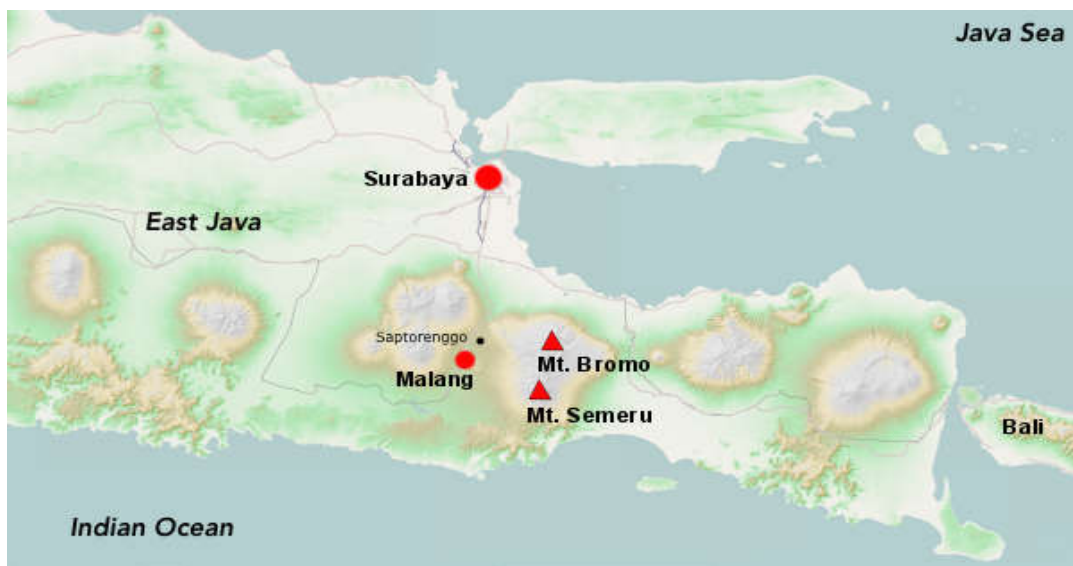 Java Sea
Surabaya
East Java
Saptorenggo
Mt. Bromo
Malang
Mt. Semeru
Bali
Indian Ocean